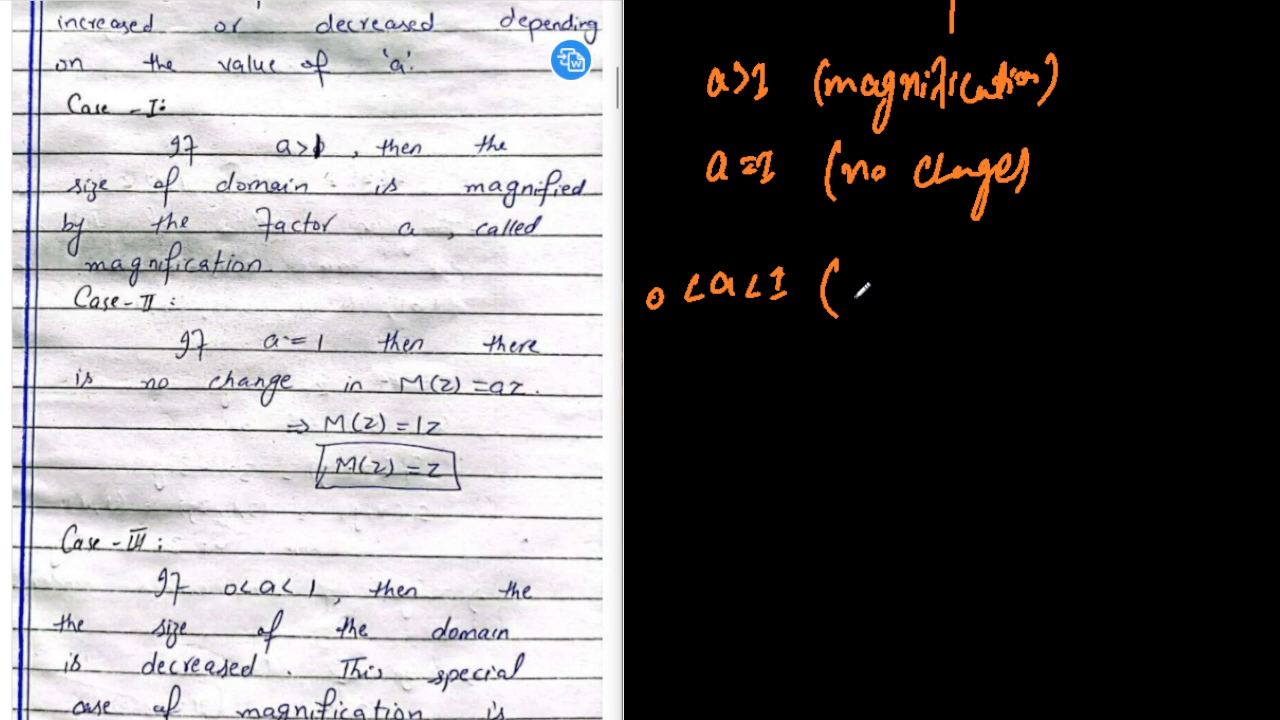 increased or decreased depending
on the value of 'a'.
Case - I:
If a>1, then the
size of domain is magnified
by the Factor a, called
magnification.
Case - II :
If a = 1 then there
is no change in M(z) = az.
⇒ M(z) = 1z
M(z) = z
Case - III :
If 0<a<1, then the
the size of the domain
is decreased. This special
case of magnification is
a>1 (magnification)
a=1 (no change)
0<a<1 (